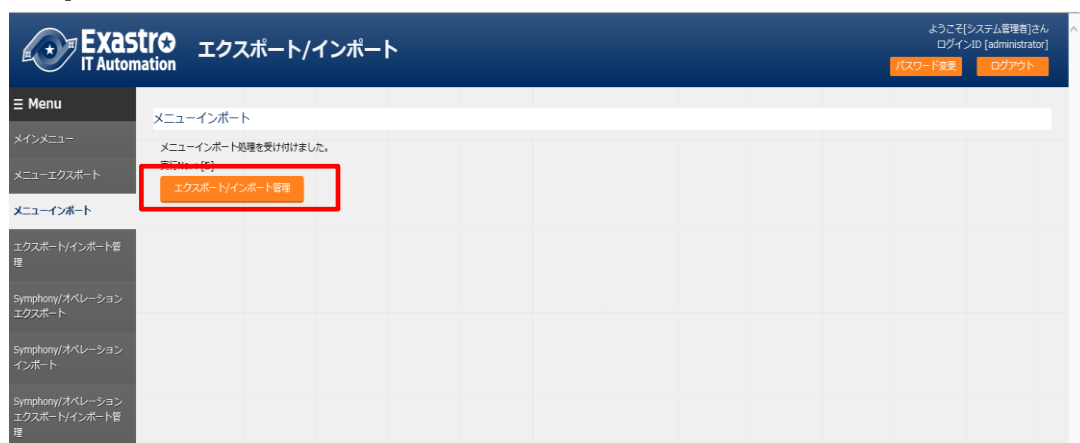 Exastro
IT Automation
エクスポート/インポート
ようこそ[システム管理者]さん
ログインID [administrator]
パスワード変更
ログアウト
Menu
メインメニュー
メニューエクスポート
メニューインポート
エクスポート/インポート管
理
Symphony/オペレーション
エクスポート
Symphony/オペレーション
インポート
Symphony/オペレーション
エクスポート/インポート管
理
メニューインポート
メニューインポート処理を受け付けました。
エクスポート/インポート管理